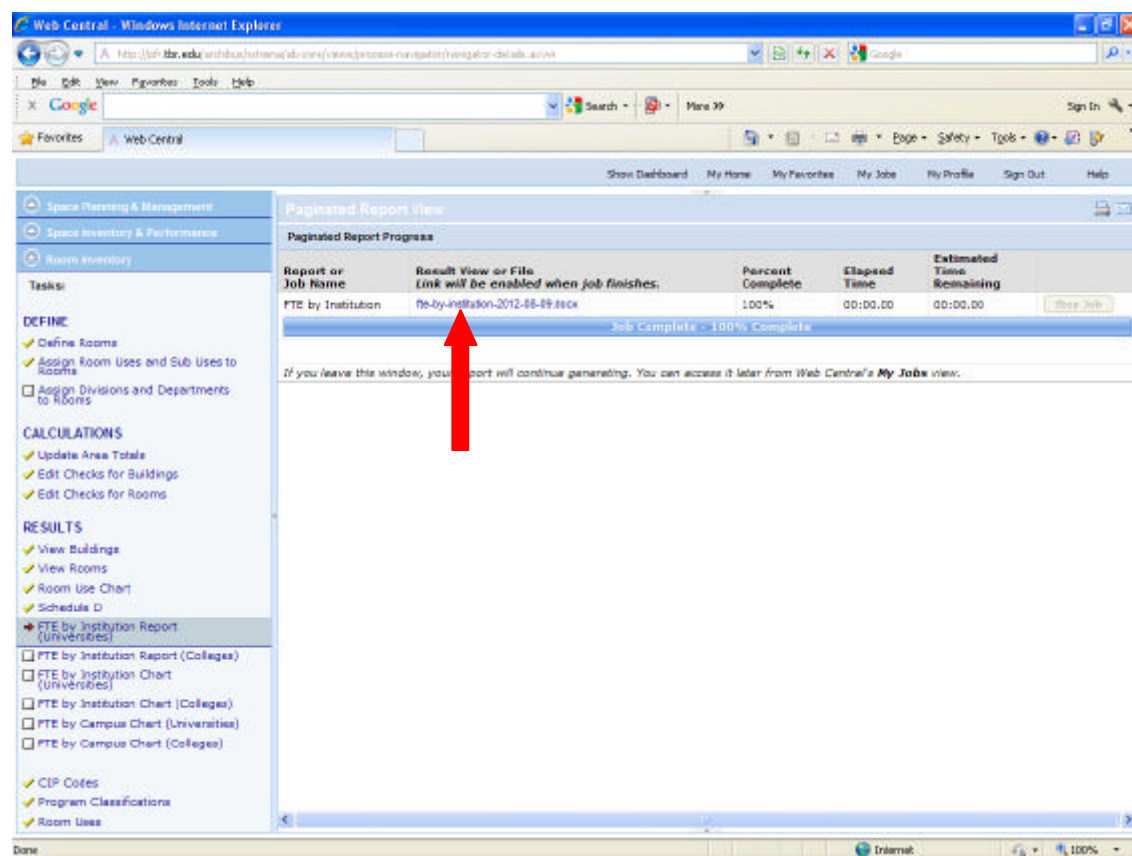 Web Central - Windows Internet Explorer
Google
File Edit View Favorites Tools Help
x Google Search More >> Sign In
Favorites Web Central Page Safety Tools
Show Dashboard My Home My Favorites My Jobs My Profile Sign Out Help
Space Planning & Management
Space Inventory & Performance
Room Inventory
Tasks:
DEFINE
Define Rooms
Assign Room Uses and Sub Uses to
Rooms
Assign Divisions and Departments
to Rooms
CALCULATIONS
Update Area Totals
Edit Checks for Buildings
Edit Checks for Rooms
RESULTS
View Buildings
View Rooms
Room Use Chart
Schedule D
FTE by Institution Report
(Universities)
FTE by Institution Report (Colleges)
FTE by Institution Chart
(Universities)
FTE by Institution Chart (Colleges)
FTE by Campus Chart (Universities)
FTE by Campus Chart (Colleges)
CIP Codes
Program Classifications
Room Uses
Paginated Report View
Paginated Report Progress
Report or
Job Name
Result View or File
Link will be enabled when job finishes.
Percent
Complete
Elapsed
Time
Estimated
Time
Remaining
FTE by Institution fte-by-institution-2012-08-09.docx 100% 00:00.00 00:00.00 Stop Job
Job Complete - 100% Complete
If you leave this window, your report will continue generating. You can access it later from Web Central's My Jobs view.
Done Internet 100%